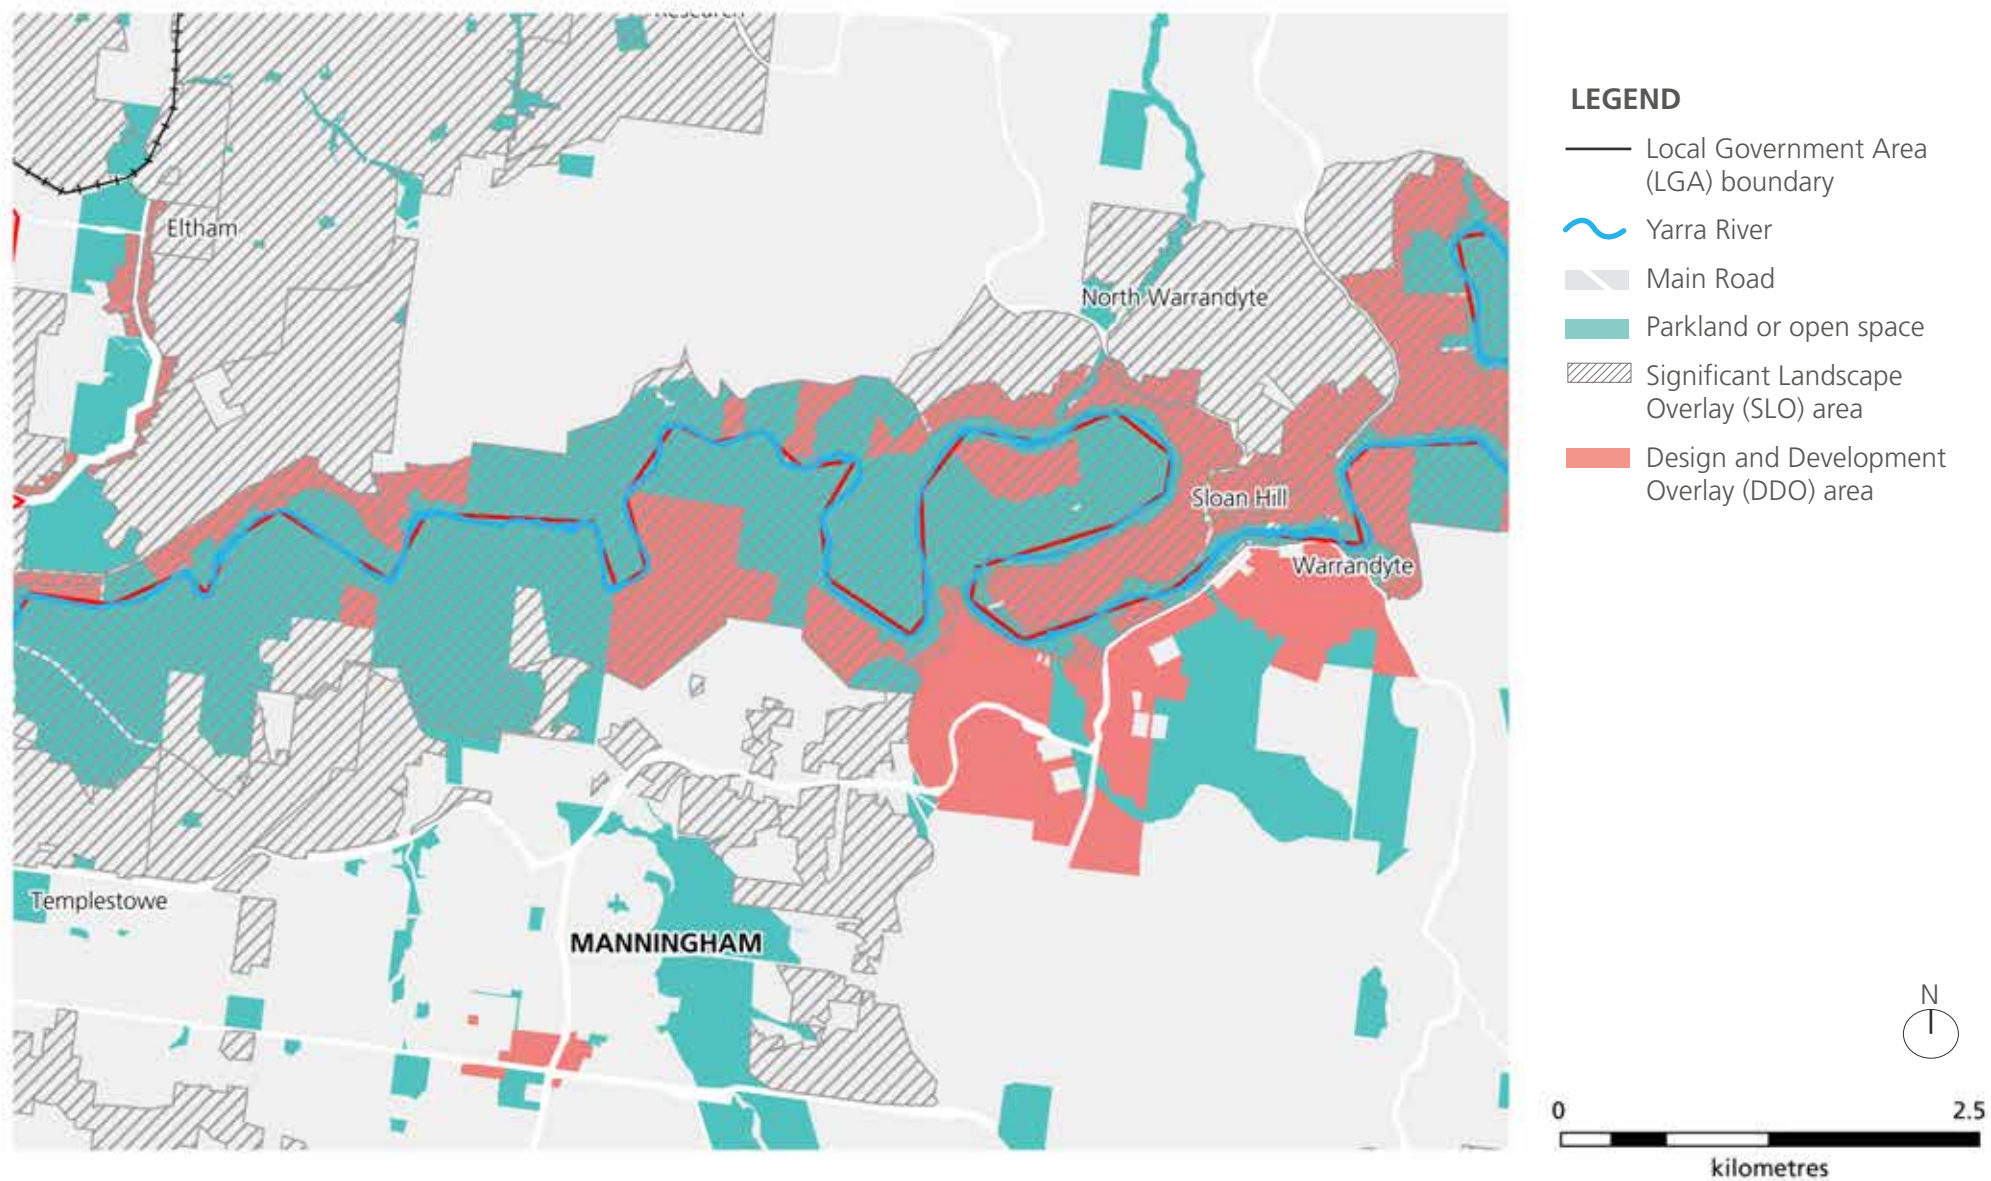 Research
Eltham
North Warrandyte
Sloan Hill
Warrandyte
Templestowe
MANNINGHAM
LEGEND
Local Government Area
(LGA) boundary
Yarra River
Main Road
Parkland or open space
Significant Landscape
Overlay (SLO) area
Design and Development
Overlay (DDO) area
N
0 2.5
kilometres